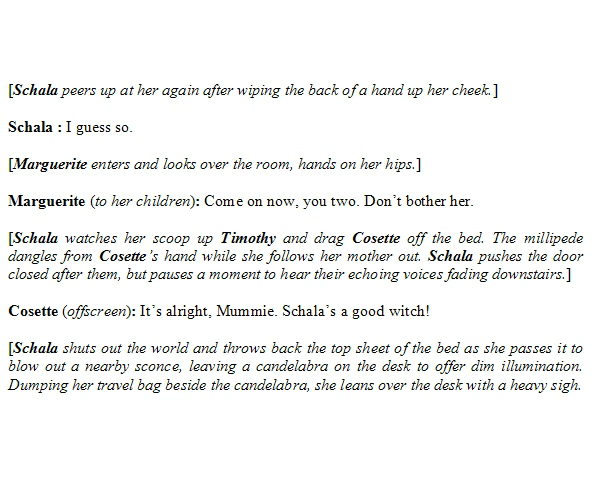 [Schala peers up at her again after wiping the back of a hand up her cheek.]
Schala : I guess so.
[Marguerite enters and looks over the room, hands on her hips.]
Marguerite (to her children): Come on now, you two. Don’t bother her.
[Schala watches her scoop up Timothy and drag Cosette off the bed. The millipede
dangles from Cosette’s hand while she follows her mother out. Schala pushes the door
closed after them, but pauses a moment to hear their echoing voices fading downstairs.]
Cosette (offscreen): It’s alright, Mummie. Schala’s a good witch!
[Schala shuts out the world and throws back the top sheet of the bed as she passes it to
blow out a nearby sconce, leaving a candelabra on the desk to offer dim illumination.
Dumping her travel bag beside the candelabra, she leans over the desk with a heavy sigh.